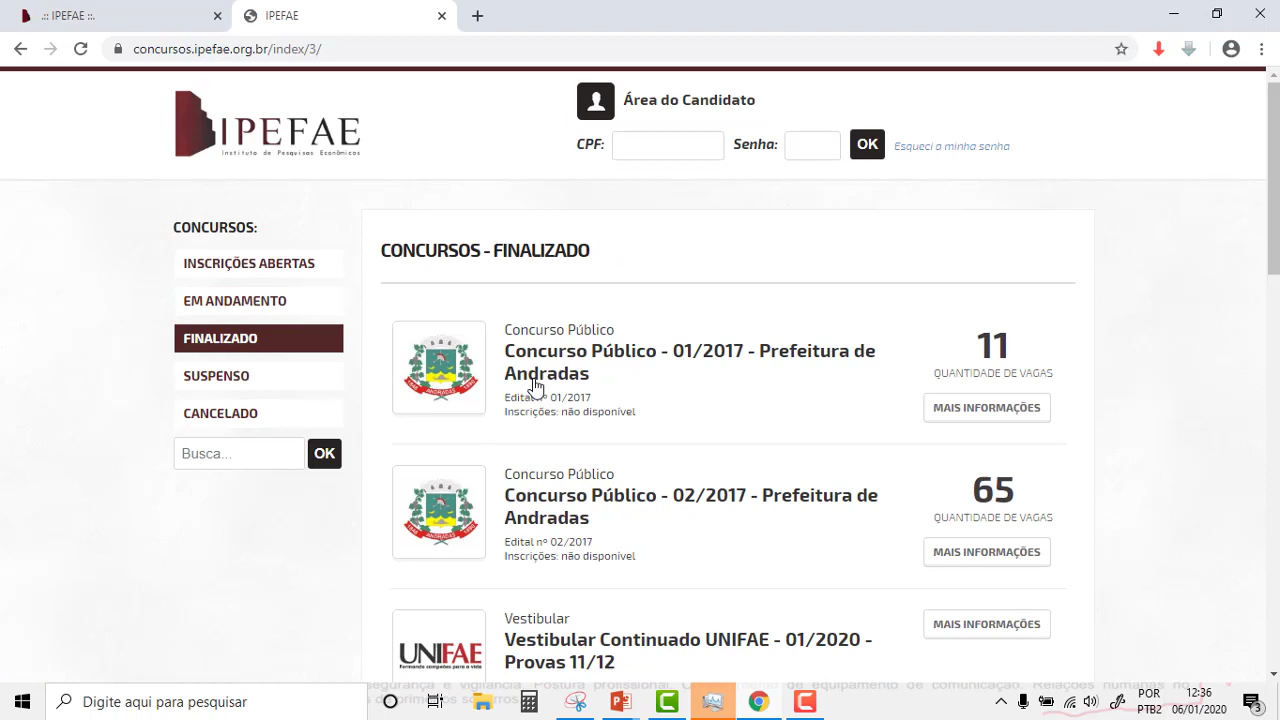 .:: IPEFAE ::.
IPEFAE
concursos.ipefae.org.br/index/3/
IPEFAE
Instituto de Pesquisas Econômicos
Área do Candidato
CPF:
Senha:
OK
Esqueci a minha senha
CONCURSOS:
INSCRIÇÕES ABERTAS
EM ANDAMENTO
FINALIZADO
SUSPENSO
CANCELADO
Busca...
OK
CONCURSOS - FINALIZADO
Concurso Público
Concurso Público - 01/2017 - Prefeitura de
Andradas
Edital nº 01/2017
Inscrições: não disponível
11
QUANTIDADE DE VAGAS
MAIS INFORMAÇÕES
Concurso Público
Concurso Público - 02/2017 - Prefeitura de
Andradas
Edital nº 02/2017
Inscrições: não disponível
65
QUANTIDADE DE VAGAS
MAIS INFORMAÇÕES
UNIFAE
Formando campeões para a vida
Vestibular
Vestibular Continuado UNIFAE - 01/2020 -
Provas 11/12
MAIS INFORMAÇÕES
Digite aqui para pesquisar
POR
PTB2
06/01/2020
3